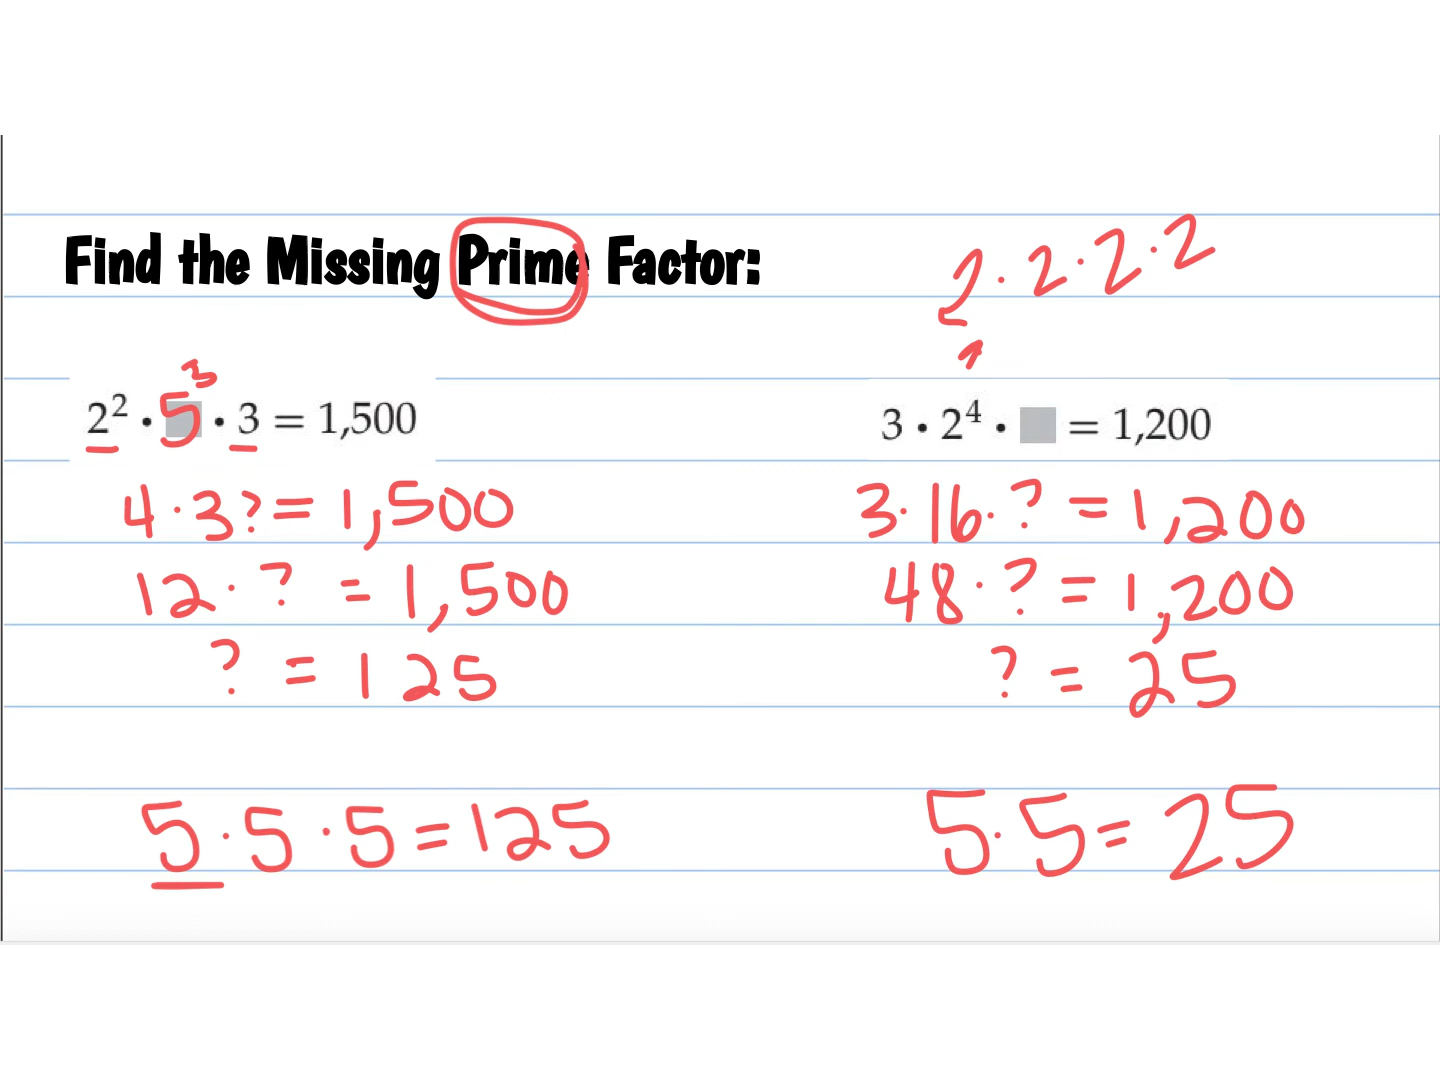 Find the Missing Prime Factor:
2 · 2 · 2 · 2
2² · 5³ · 3 = 1,500
4 · 3 ? = 1,500
12 · ? = 1,500
? = 125
5 · 5 · 5 = 125
3 · 2⁴ · = 1,200
3 · 16 · ? = 1,200
48 · ? = 1,200
? = 25
5 · 5 = 25